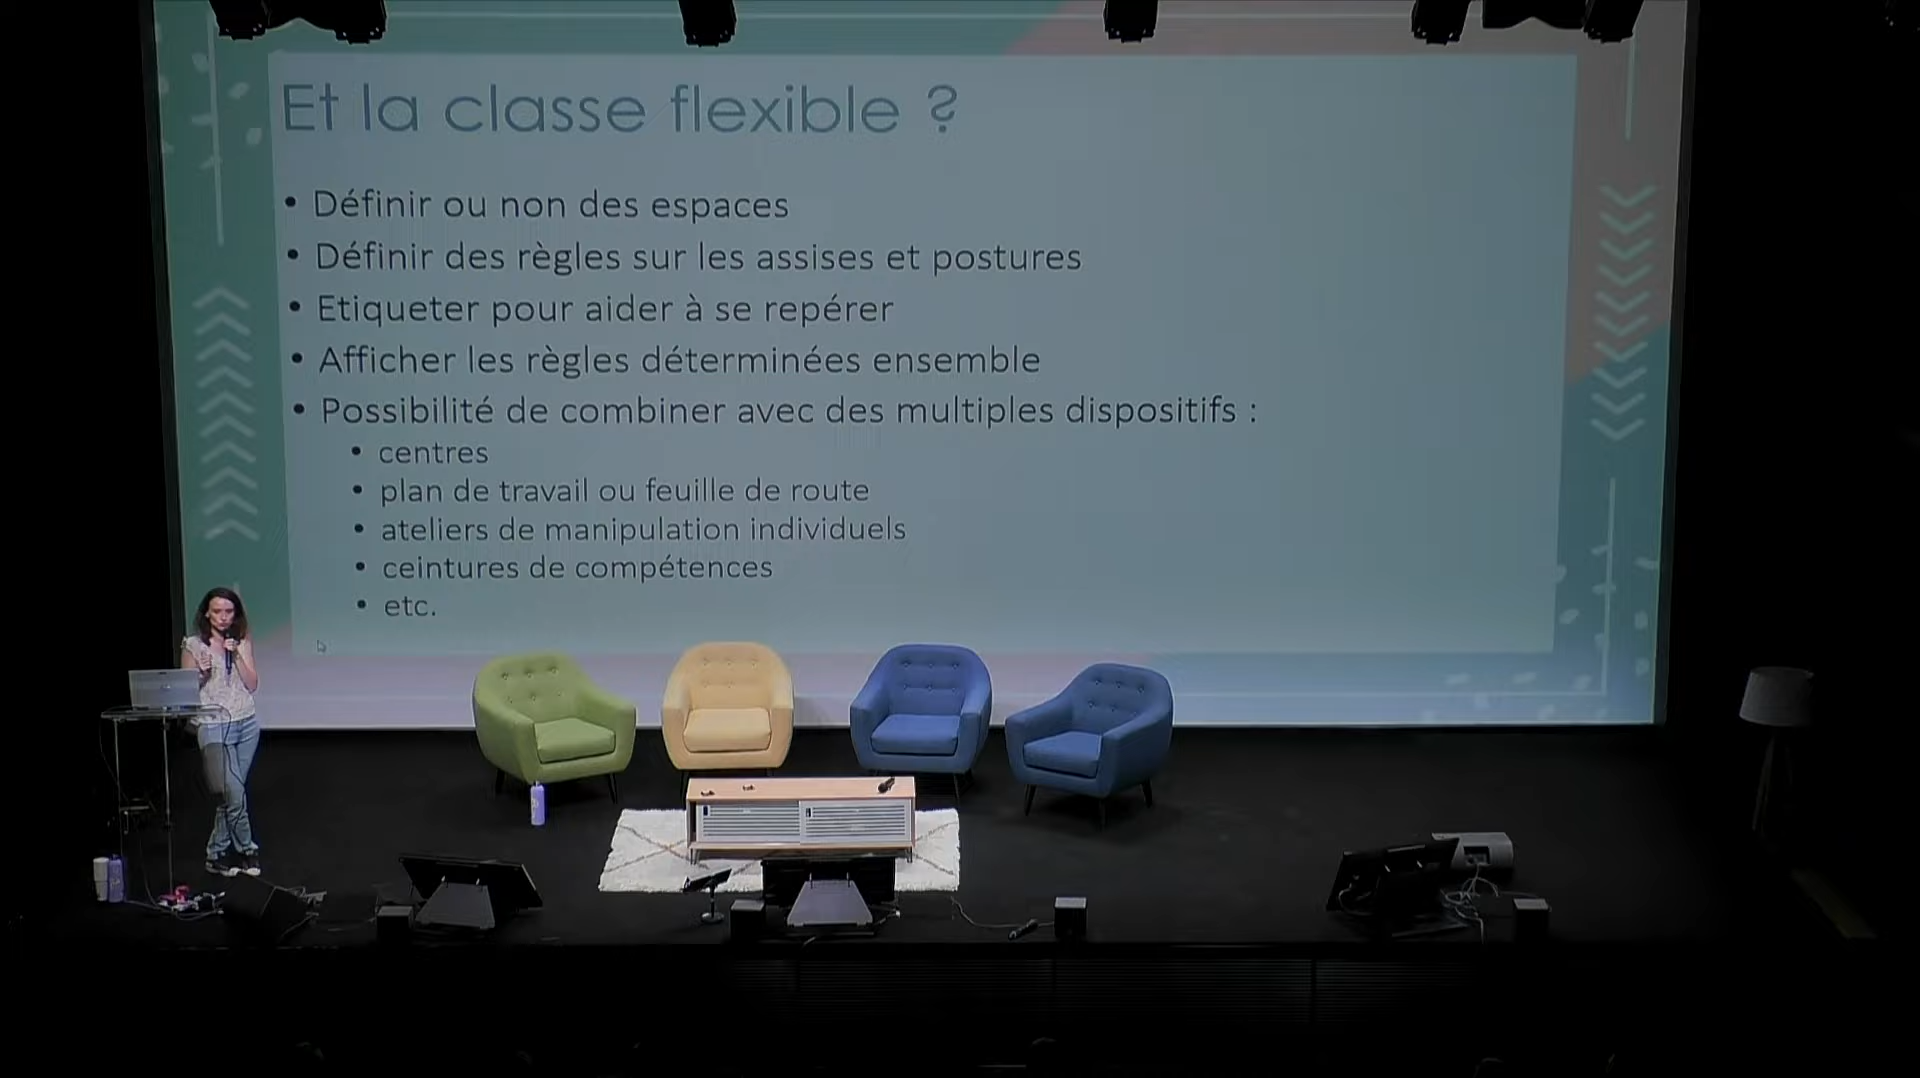 Et la classe flexible ?
• Définir ou non des espaces
• Définir des règles sur les assises et postures
• Etiqueter pour aider à se repérer
• Afficher les règles déterminées ensemble
• Possibilité de combiner avec des multiples dispositifs :
• centres
• plan de travail ou feuille de route
• ateliers de manipulation individuels
• ceintures de compétences
• etc.